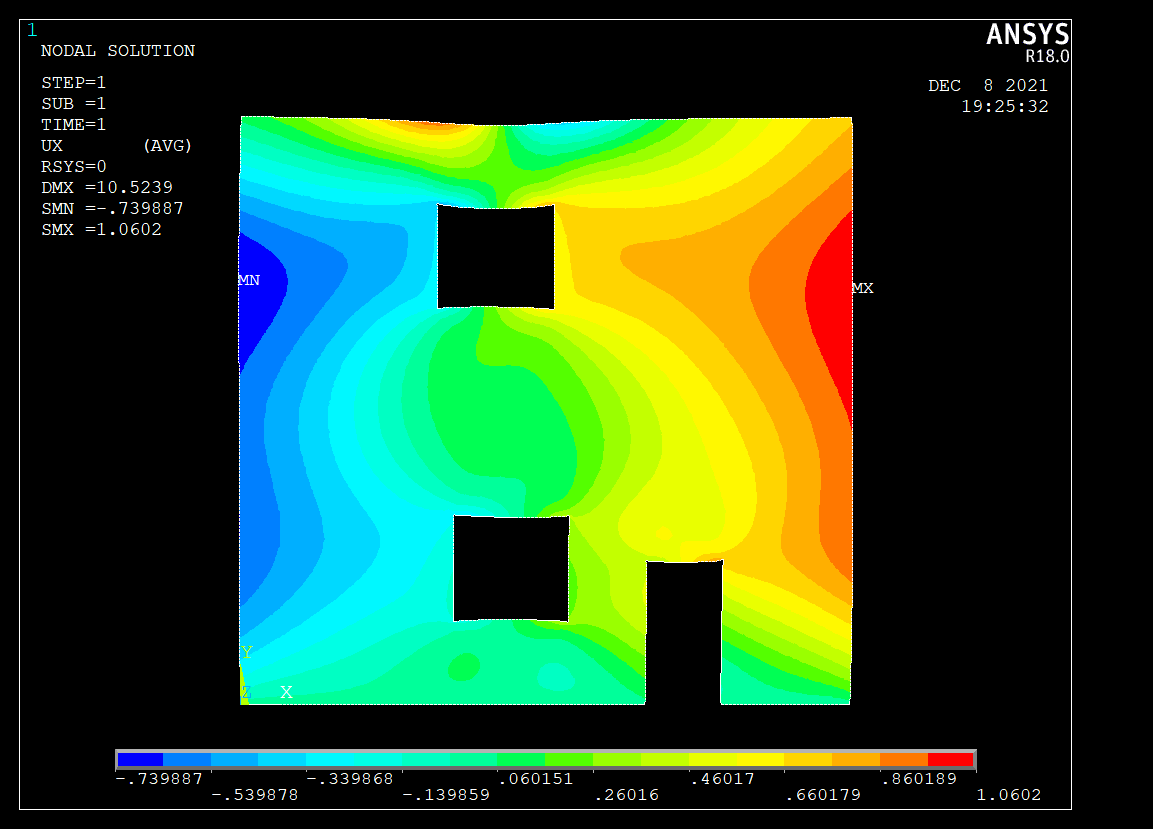 1
NODAL SOLUTION
STEP=1
SUB =1
TIME=1
UX (AVG)
RSYS=0
DMX =10.5239
SMN =-.739887
SMX =1.0602
ANSYS
R18.0
DEC 8 2021
19:25:32
MN
MX
Y
Z X
-.739887 -.339868 .060151 .46017 .860189
-.539878 -.139859 .26016 .660179 1.0602